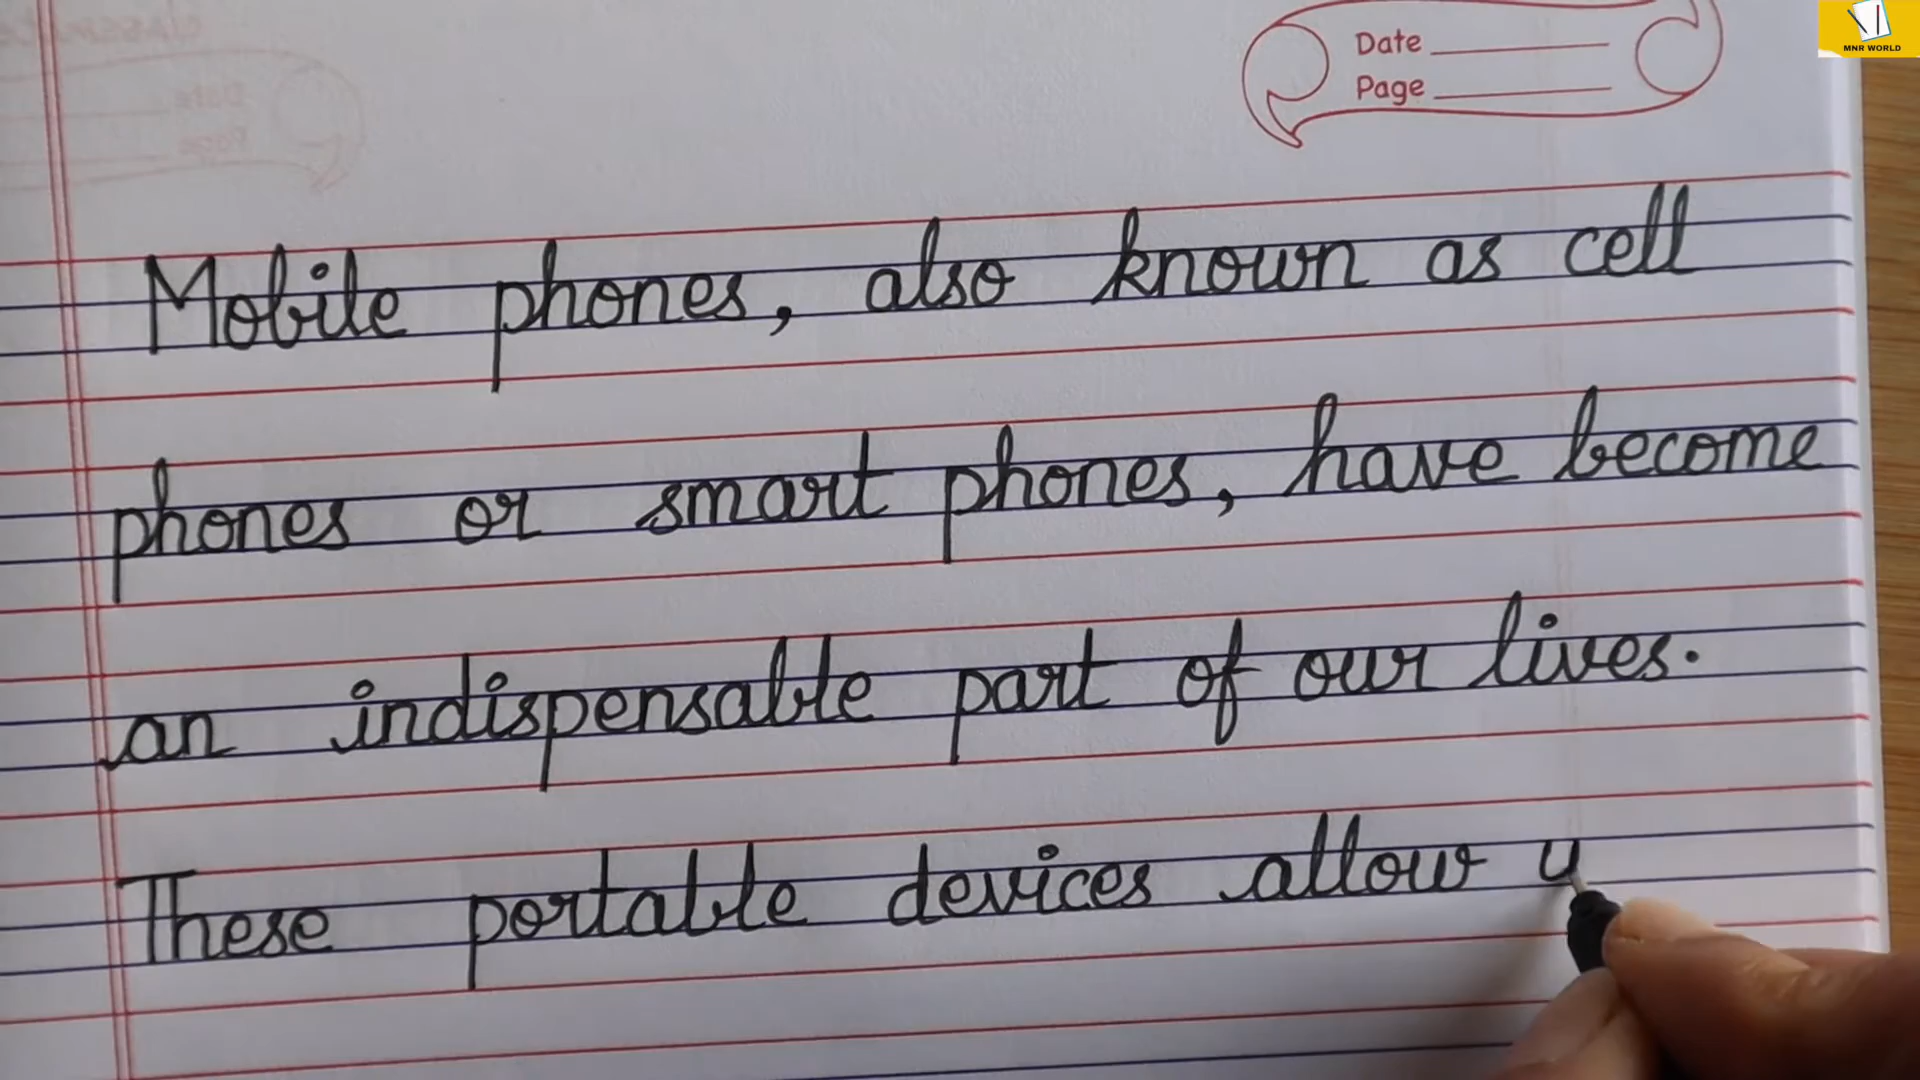 Date
Page
MNR WORLD
Mobile phones, also known as cell
phones or smart phones, have become
an indispensable part of our lives.
These portable devices allow u